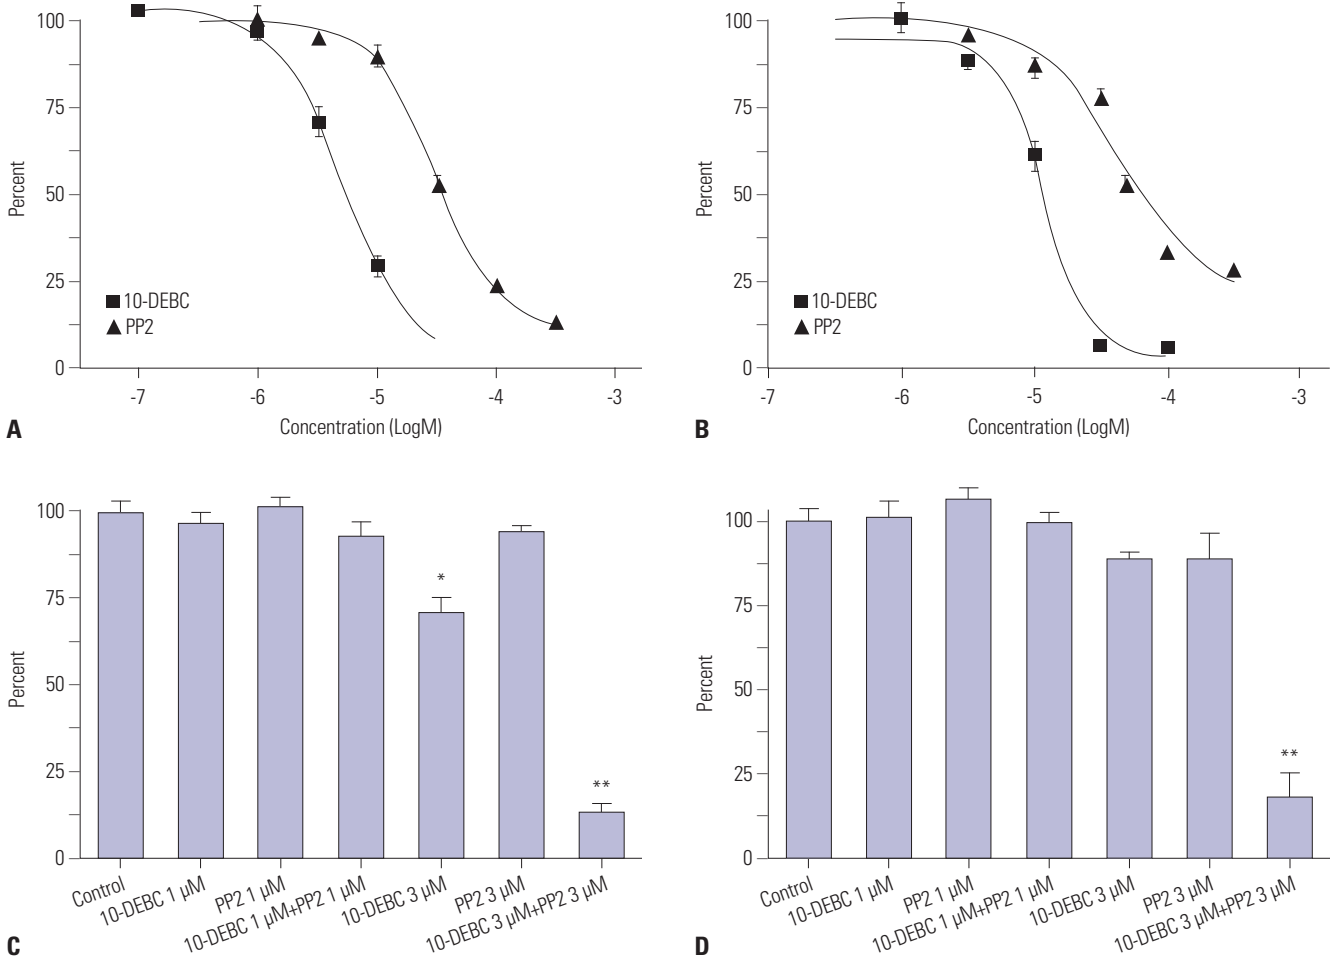 100
75
50
25
0
Percent
10-DEBC
PP2
-7
-6
-5
-4
-3
Concentration (LogM)
A
100
75
50
25
0
Percent
10-DEBC
PP2
-7
-6
-5
-4
-3
Concentration (LogM)
B
100
75
50
25
0
Percent
*
**
Control
10-DEBC 1 µM
PP2 1 µM
10-DEBC 1 µM+PP2 1 µM
10-DEBC 3 µM
PP2 3 µM
10-DEBC 3 µM+PP2 3 µM
C
100
75
50
25
0
Percent
**
Control
10-DEBC 1 µM
PP2 1 µM
10-DEBC 1 µM+PP2 1 µM
10-DEBC 3 µM
PP2 3 µM
10-DEBC 3 µM+PP2 3 µM
D